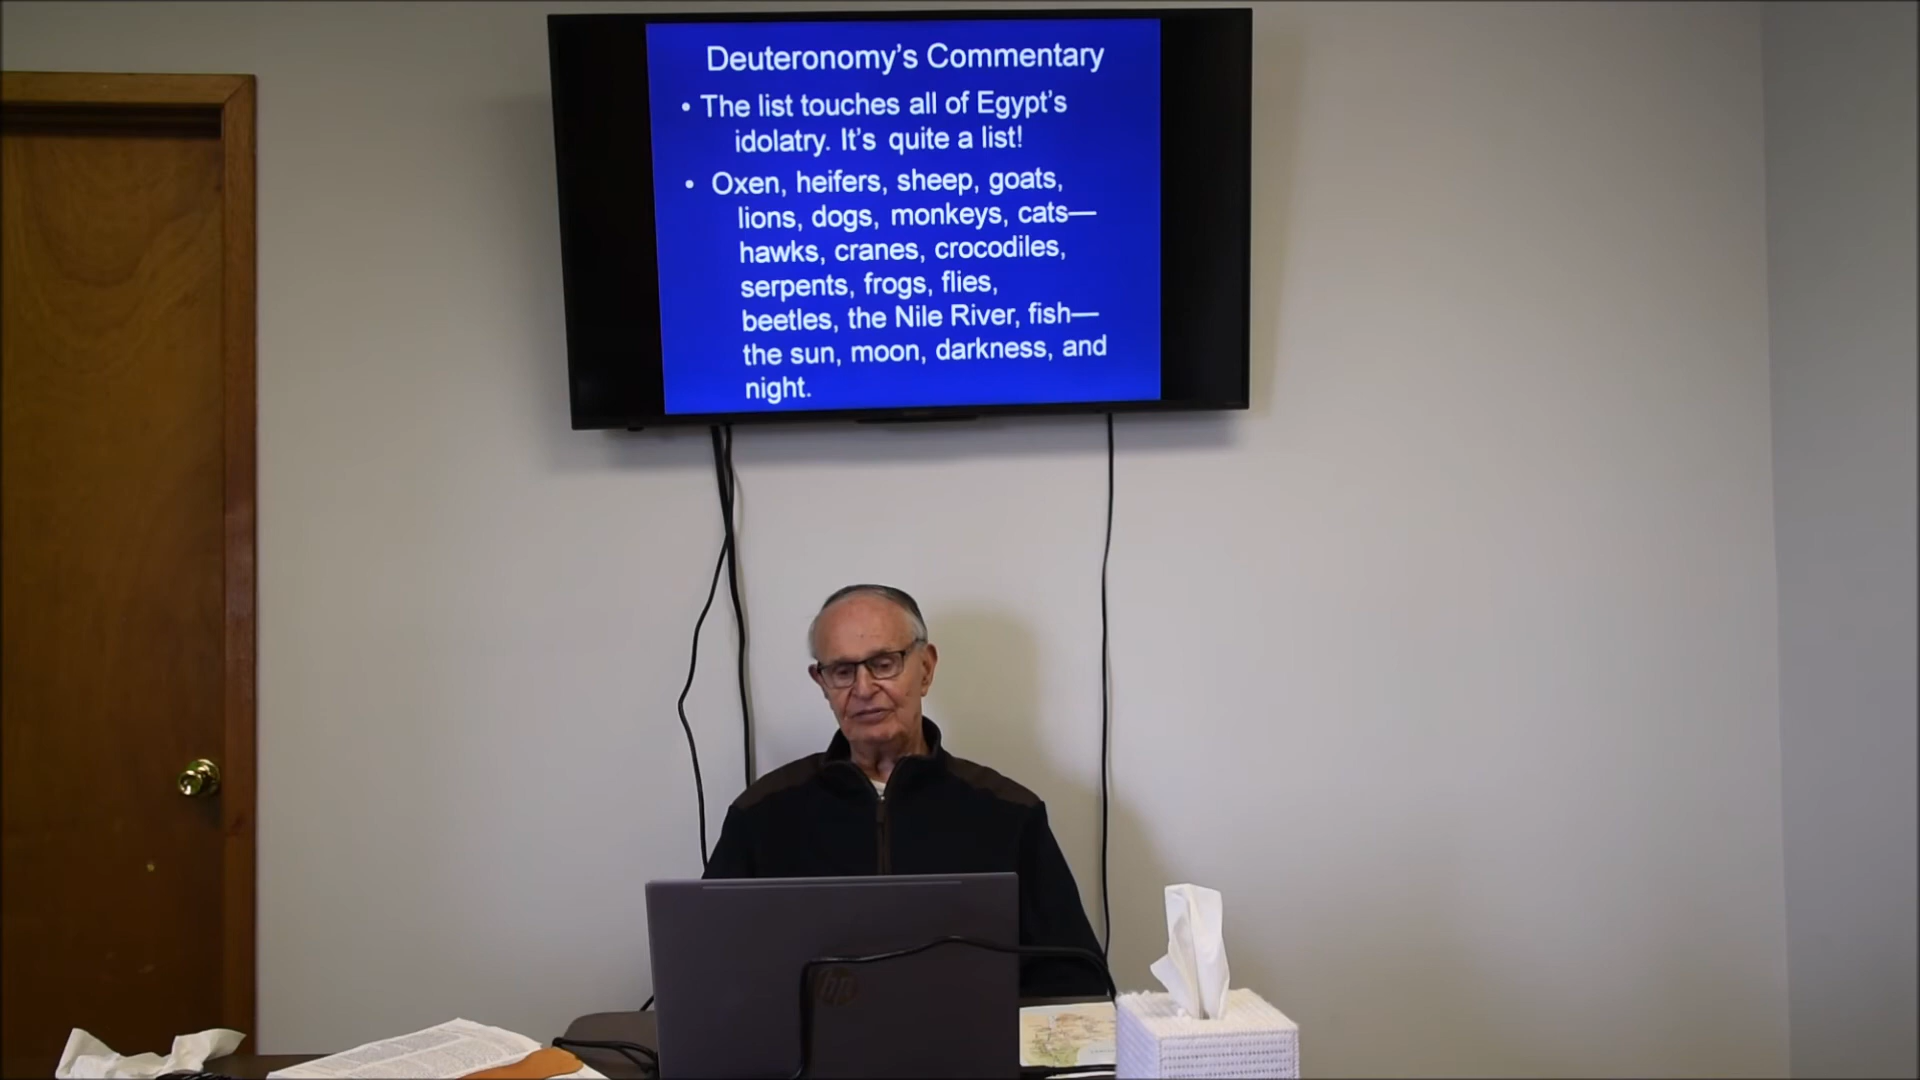 Deuteronomy's Commentary
• The list touches all of Egypt's
idolatry. It's quite a list!
• Oxen, heifers, sheep, goats,
lions, dogs, monkeys, cats—
hawks, cranes, crocodiles,
serpents, frogs, flies,
beetles, the Nile River, fish—
the sun, moon, darkness, and
night.
hp